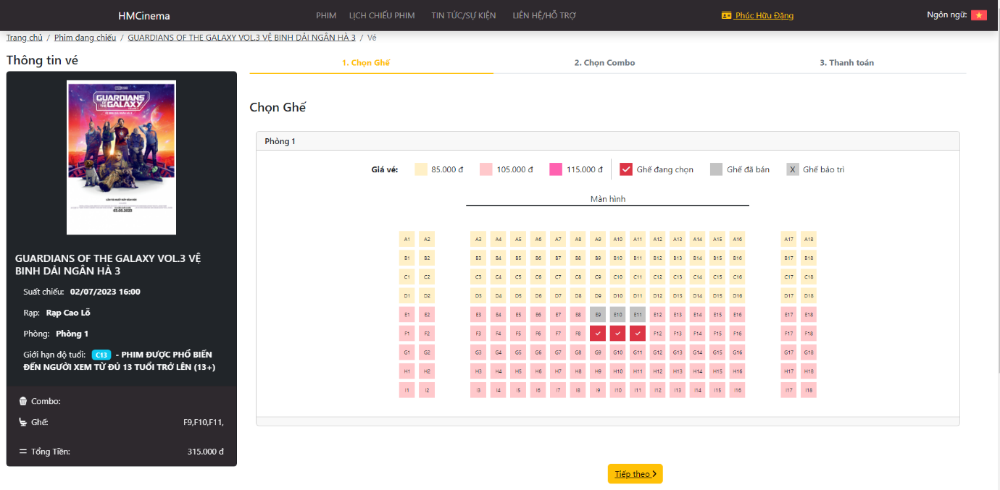 HMCinema PHIM LỊCH CHIẾU PHIM TIN TỨC/SỰ KIỆN LIÊN HỆ/HỖ TRỢ Phúc Hữu Đặng Ngôn ngữ:
Trang chủ / Phim đang chiếu / GUARDIANS OF THE GALAXY VOL.3 VỆ BINH DẢI NGÂN HÀ 3 / Vé
Thông tin vé
GUARDIANS
OF THE GALAXY
03.05.2023
GUARDIANS OF THE GALAXY VOL.3 VỆ
BINH DẢI NGÂN HÀ 3
Suất chiếu: 02/07/2023 16:00
Rạp: Rạp Cao Lỗ
Phòng: Phòng 1
Giới hạn độ tuổi: C13 - PHIM ĐƯỢC PHỔ BIẾN
ĐẾN NGƯỜI XEM TỪ ĐỦ 13 TUỔI TRỞ LÊN (13+)
Combo:
Ghế: F9,F10,F11,
Tổng Tiền: 315.000 đ
1. Chọn Ghế 2. Chọn Combo 3. Thanh toán
Chọn Ghế
Phòng 1
Giá vé: 85.000 đ 105.000 đ 115.000 đ Ghế đang chọn Ghế đã bán X Ghế bảo trì
Màn hình
A1 A2 A3 A4 A5 A6 A7 A8 A9 A10 A11 A12 A13 A14 A15 A16 A17 A18
B1 B2 B3 B4 B5 B6 B7 B8 B9 B10 B11 B12 B13 B14 B15 B16 B17 B18
C1 C2 C3 C4 C5 C6 C7 C8 C9 C10 C11 C12 C13 C14 C15 C16 C17 C18
D1 D2 D3 D4 D5 D6 D7 D8 D9 D10 D11 D12 D13 D14 D15 D16 D17 D18
E1 E2 E3 E4 E5 E6 E7 E8 E9 E10 E11 E12 E13 E14 E15 E16 E17 E18
F1 F2 F3 F4 F5 F6 F7 F8 F12 F13 F14 F15 F16 F17 F18
G1 G2 G3 G4 G5 G6 G7 G8 G9 G10 G11 G12 G13 G14 G15 G16 G17 G18
H1 H2 H3 H4 H5 H6 H7 H8 H9 H10 H11 H12 H13 H14 H15 H16 H17 H18
I1 I2 I3 I4 I5 I6 I7 I8 I9 I10 I11 I12 I13 I14 I15 I16 I17 I18
Tiếp theo